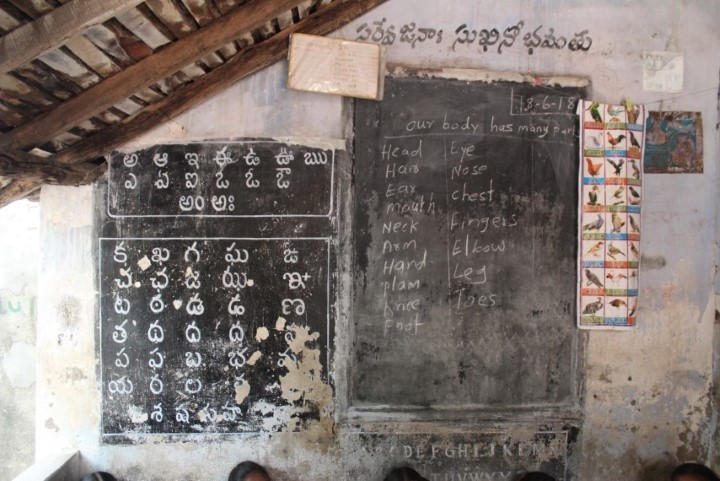 సర్వేజనాః సుఖినో భవంతు
అ ఆ ఇ ఈ ఉ ఊ ఋ
ఎ ఏ ఐ ఒ ఓ ఔ
అం అః
క ఖ గ ఘ ఙ
చ ఛ జ ఝ ఞ
ట ఠ డ ఢ ణ
త థ ద ధ
ప ఫ బ భ
య ర ల
శ ష స హ
18-6-18
Our body has many part
Head Eye
Hair Nose
Ear chest
mouth Fingers
Neck Elbow
Arm Leg
Hand Toes
plam
Knee
Foot
C D E F G H I J K L M
T U V W X Y